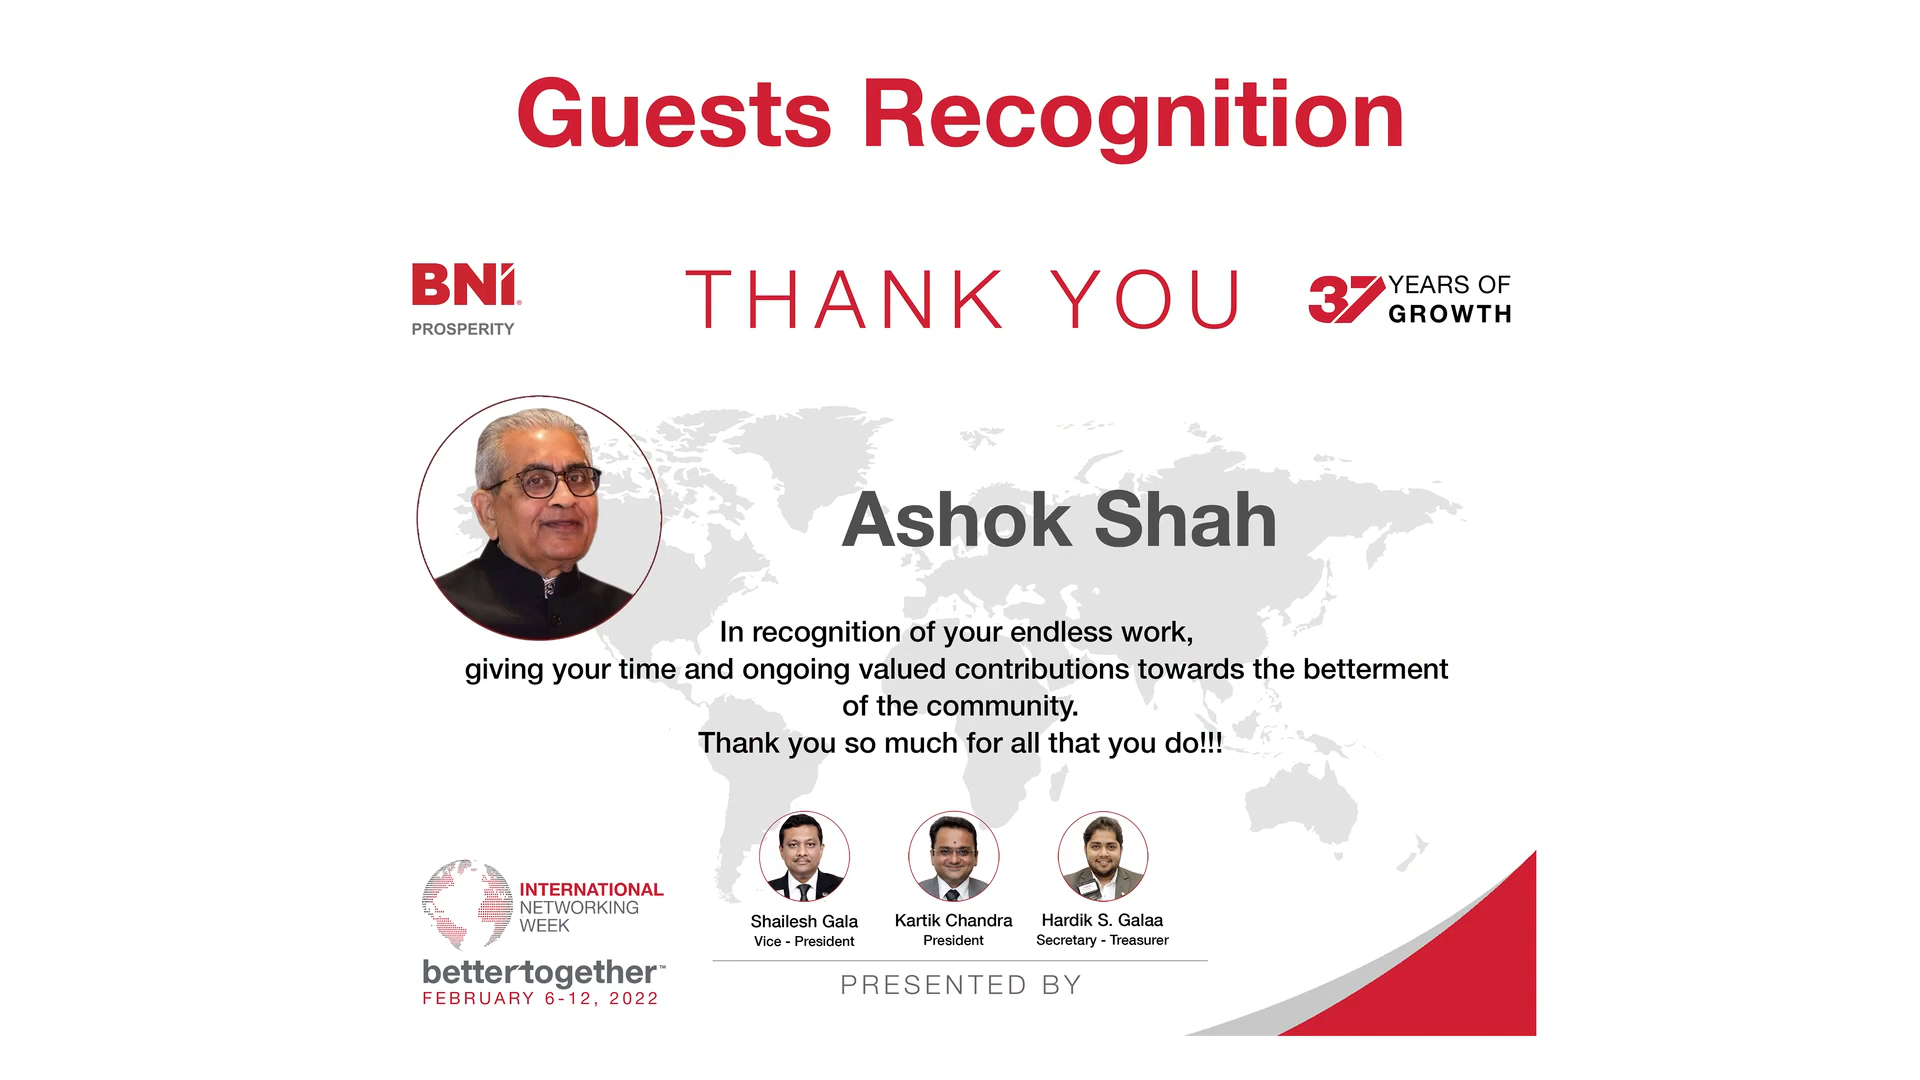 Guests Recognition
BNI®
PROSPERITY
THANK YOU
37 YEARS OF
GROWTH
Ashok Shah
In recognition of your endless work,
giving your time and ongoing valued contributions towards the betterment
of the community.
Thank you so much for all that you do!!!
Shailesh Gala
Vice - President
Kartik Chandra
President
Hardik S. Galaa
Secretary - Treasurer
PRESENTED BY
INTERNATIONAL
NETWORKING
WEEK
bettertogether™
FEBRUARY 6-12, 2022